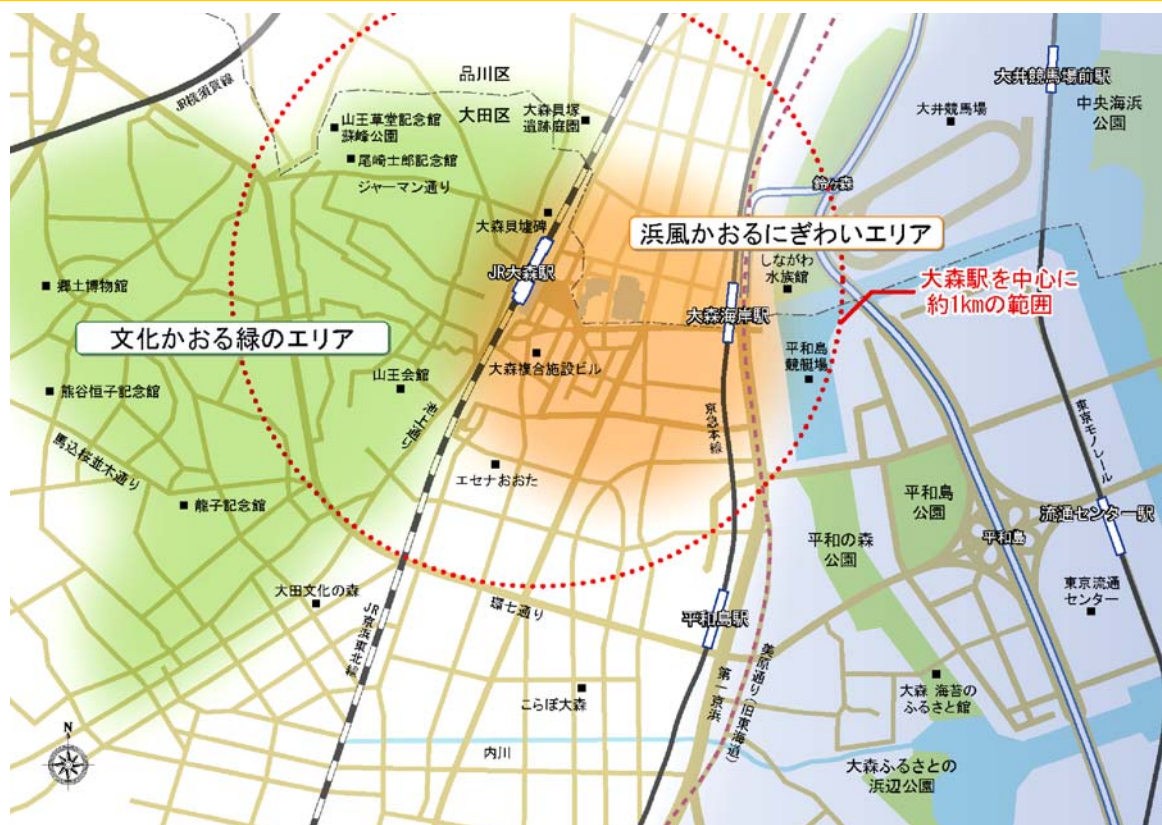 品川区
大田区
JR横須賀線
山王草堂記念館
蘇峰公園
尾崎士郎記念館
ジャーマン通り
大森貝塚
遺跡庭園
大井競馬場前駅
大井競馬場
中央海浜
公園
鈴ヶ森
大森貝墟碑
JR大森駅
浜風かおるにぎわいエリア
しながわ
水族館
大森駅を中心に
約1kmの範囲
郷土博物館
文化かおる緑のエリア
大森海岸駅
平和島
競艇場
大森複合施設ビル
山王会館
熊谷恒子記念館
池上通り
京急本線
東京モノレール
馬込桜並木通り
エセナおおた
龍子記念館
平和島
公園
平和の森
公園
流通センター駅
平和島
東京流通
センター
大田文化の森
環七通り
JR京浜東北線
平和島駅
美原通り(旧東海道)
第一京浜
こらぼ大森
大森 海苔の
ふるさと館
内川
大森ふるさとの
浜辺公園
N